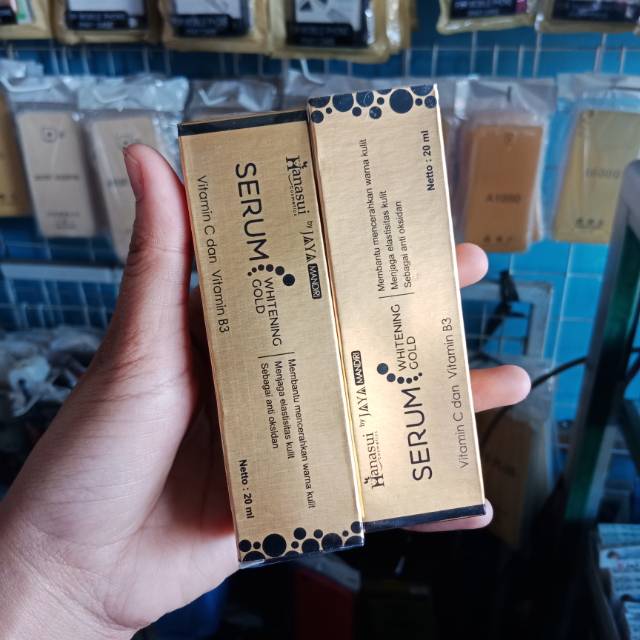 Hanasui
COSMETIC
by JAYA MANDIRI
SERUM WHITENING GOLD
Vitamin C dan Vitamin B3
Membantu mencerahkan warna kulit
Menjaga elastisitas kulit
Sebagai anti oksidan
Netto : 20 ml
Hanasui
by JAYA MANDIRI
SERUM WHITENING GOLD
Vitamin C dan Vitamin B3
Membantu mencerahkan warna kulit
Menjaga elastisitas kulit
Sebagai anti oksidan
Netto : 20 ml